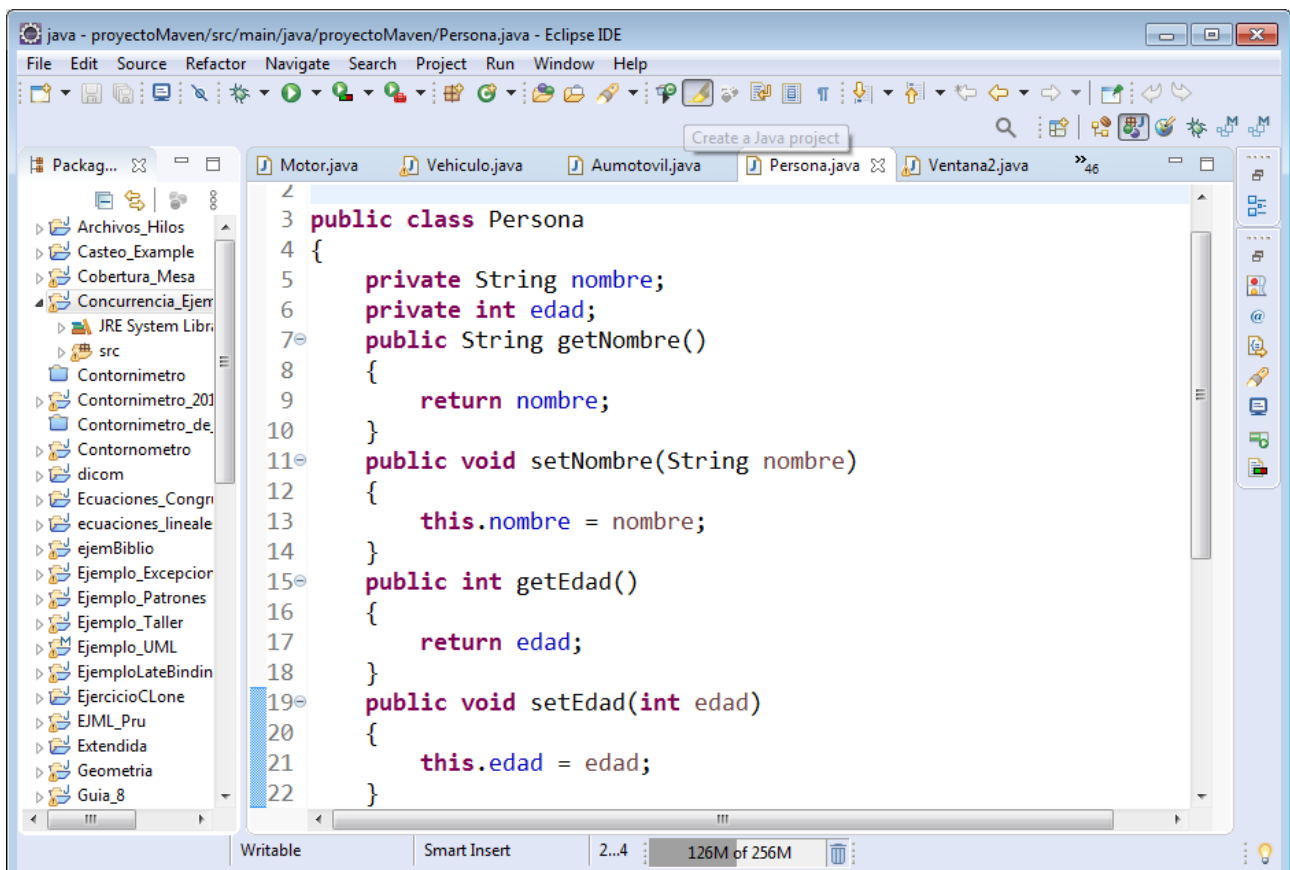 java - proyectoMaven/src/main/java/proyectoMaven/Persona.java - Eclipse IDE
File Edit Source Refactor Navigate Search Project Run Window Help
Create a Java project
Packag...
Motor.java Vehiculo.java Aumotovil.java Persona.java Ventana2.java »46
Archivos_Hilos
Casteo_Example
Cobertura_Mesa
Concurrencia_Ejem
JRE System Libra
src
Contornimetro
Contornimetro_201
Contornimetro_de_
Contornometro
dicom
Ecuaciones_Congru
ecuaciones_lineale
ejemBiblio
Ejemplo_Excepcion
Ejemplo_Patrones
Ejemplo_Taller
Ejemplo_UML
EjemploLateBindin
EjercicioCLone
EJML_Pru
Extendida
Geometria
Guia_8
2
3 public class Persona
4 {
5 private String nombre;
6 private int edad;
7 public String getNombre()
8 {
9 return nombre;
10 }
11 public void setNombre(String nombre)
12 {
13 this.nombre = nombre;
14 }
15 public int getEdad()
16 {
17 return edad;
18 }
19 public void setEdad(int edad)
20 {
21 this.edad = edad;
22 }
Writable Smart Insert 2...4 126M of 256M